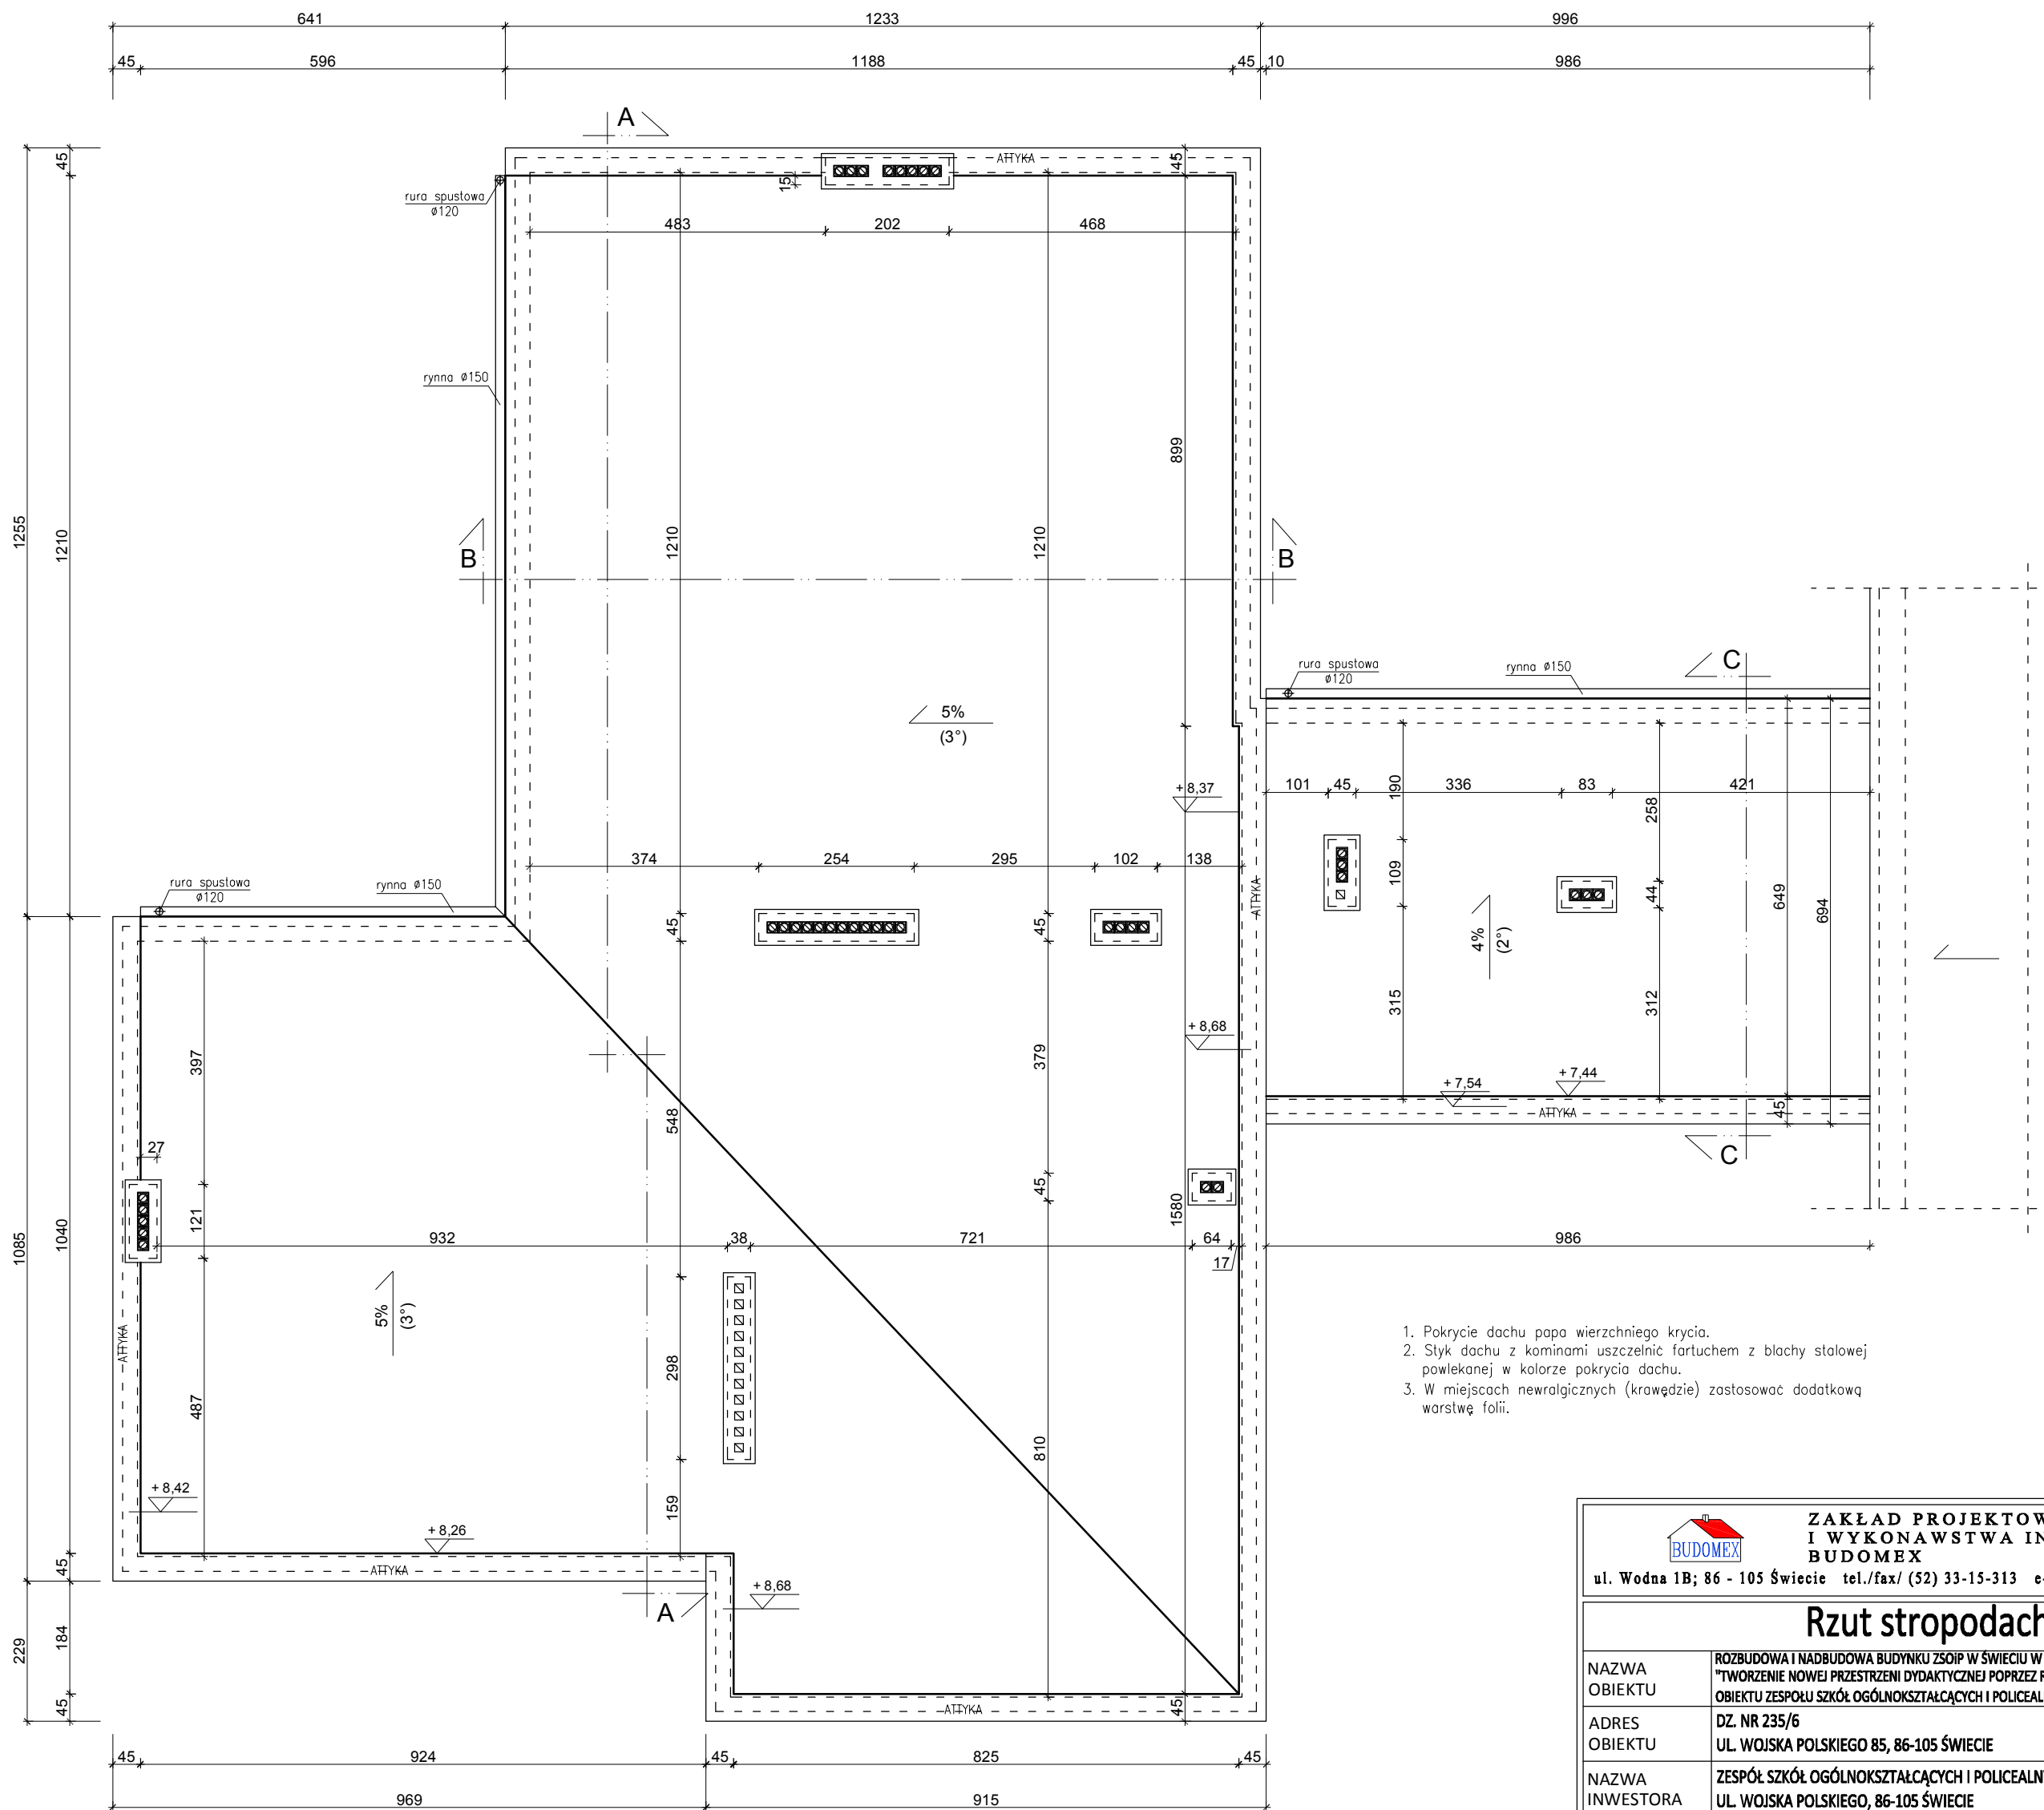 641 1233 996
45 596 1188 45 10 986
A
45 ATTYKA 45
15
rura spustowa
ø120
483 202 468
rynna ø150
899
1255 1210 1210 1210
B B
rura spustowa
ø120
rynna ø150
C
5%
(3°)
+ 8,37
101 45 336 83 421
190 258
374 254 295 102 138
rura spustowa
ø120
rynna ø150
109 44 649 694
45 45 ATTYKA
4%
(2°)
315 312
+ 8,68
397 379
548
+ 7,54 + 7,44
ATTYKA 45
C
27
121 45 1580
1085 1040
932 38 721 64 986
17
5%
(3°)
ATTYKA
298
487
810
1. Pokrycie dachu papa wierzchniego krycia.
2. Styk dachu z kominami uszczelnić fartuchem z blachy stalowej
powlekanej w kolorze pokrycia dachu.
3. W miejscach newralgicznych (krawędzie) zastosować dodatkową
warstwę folii.
+ 8,42
159
+ 8,26
45 ATTYKA
+ 8,68
A
229 184
45 ATTYKA 45
45 924 45 825 45
969 915
BUDOMEX
ZAKŁAD PROJEKTOW
I WYKONAWSTWA IN
BUDOMEX
ul. Wodna 1B; 86 - 105 Świecie tel./fax/ (52) 33-15-313 e-
Rzut stropodach
NAZWA
OBIEKTU
ROZBUDOWA I NADBUDOWA BUDYNKU ZSOiP W ŚWIECIU W
"TWORZENIE NOWEJ PRZESTRZENI DYDAKTYCZNEJ POPRZEZ R
OBIEKTU ZESPOŁU SZKÓŁ OGÓLNOKSZTAŁCĄCYCH I POLICEAL
ADRES
OBIEKTU
DZ. NR 235/6
UL. WOJSKA POLSKIEGO 85, 86-105 ŚWIECIE
NAZWA
INWESTORA
ZESPÓŁ SZKÓŁ OGÓLNOKSZTAŁCĄCYCH I POLICEALN
UL. WOJSKA POLSKIEGO, 86-105 ŚWIECIE